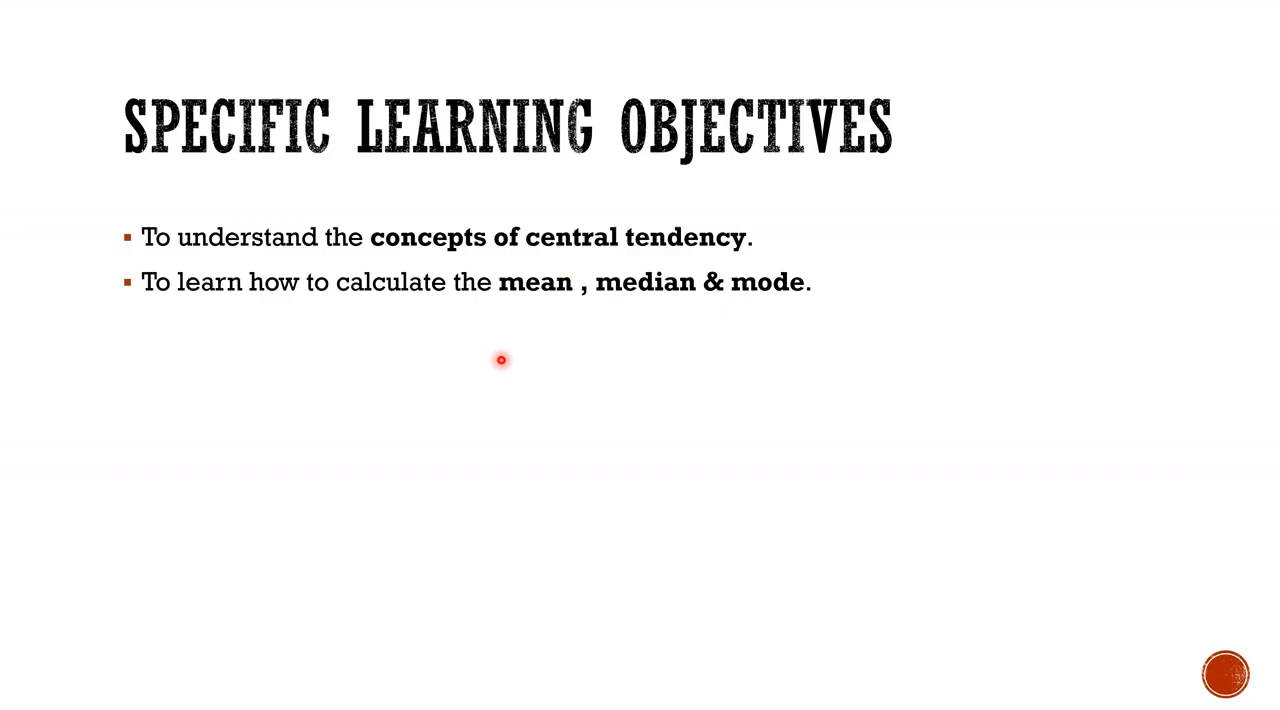 SPECIFIC LEARNING OBJECTIVES
▪ To understand the concepts of central tendency.
▪ To learn how to calculate the mean , median & mode.